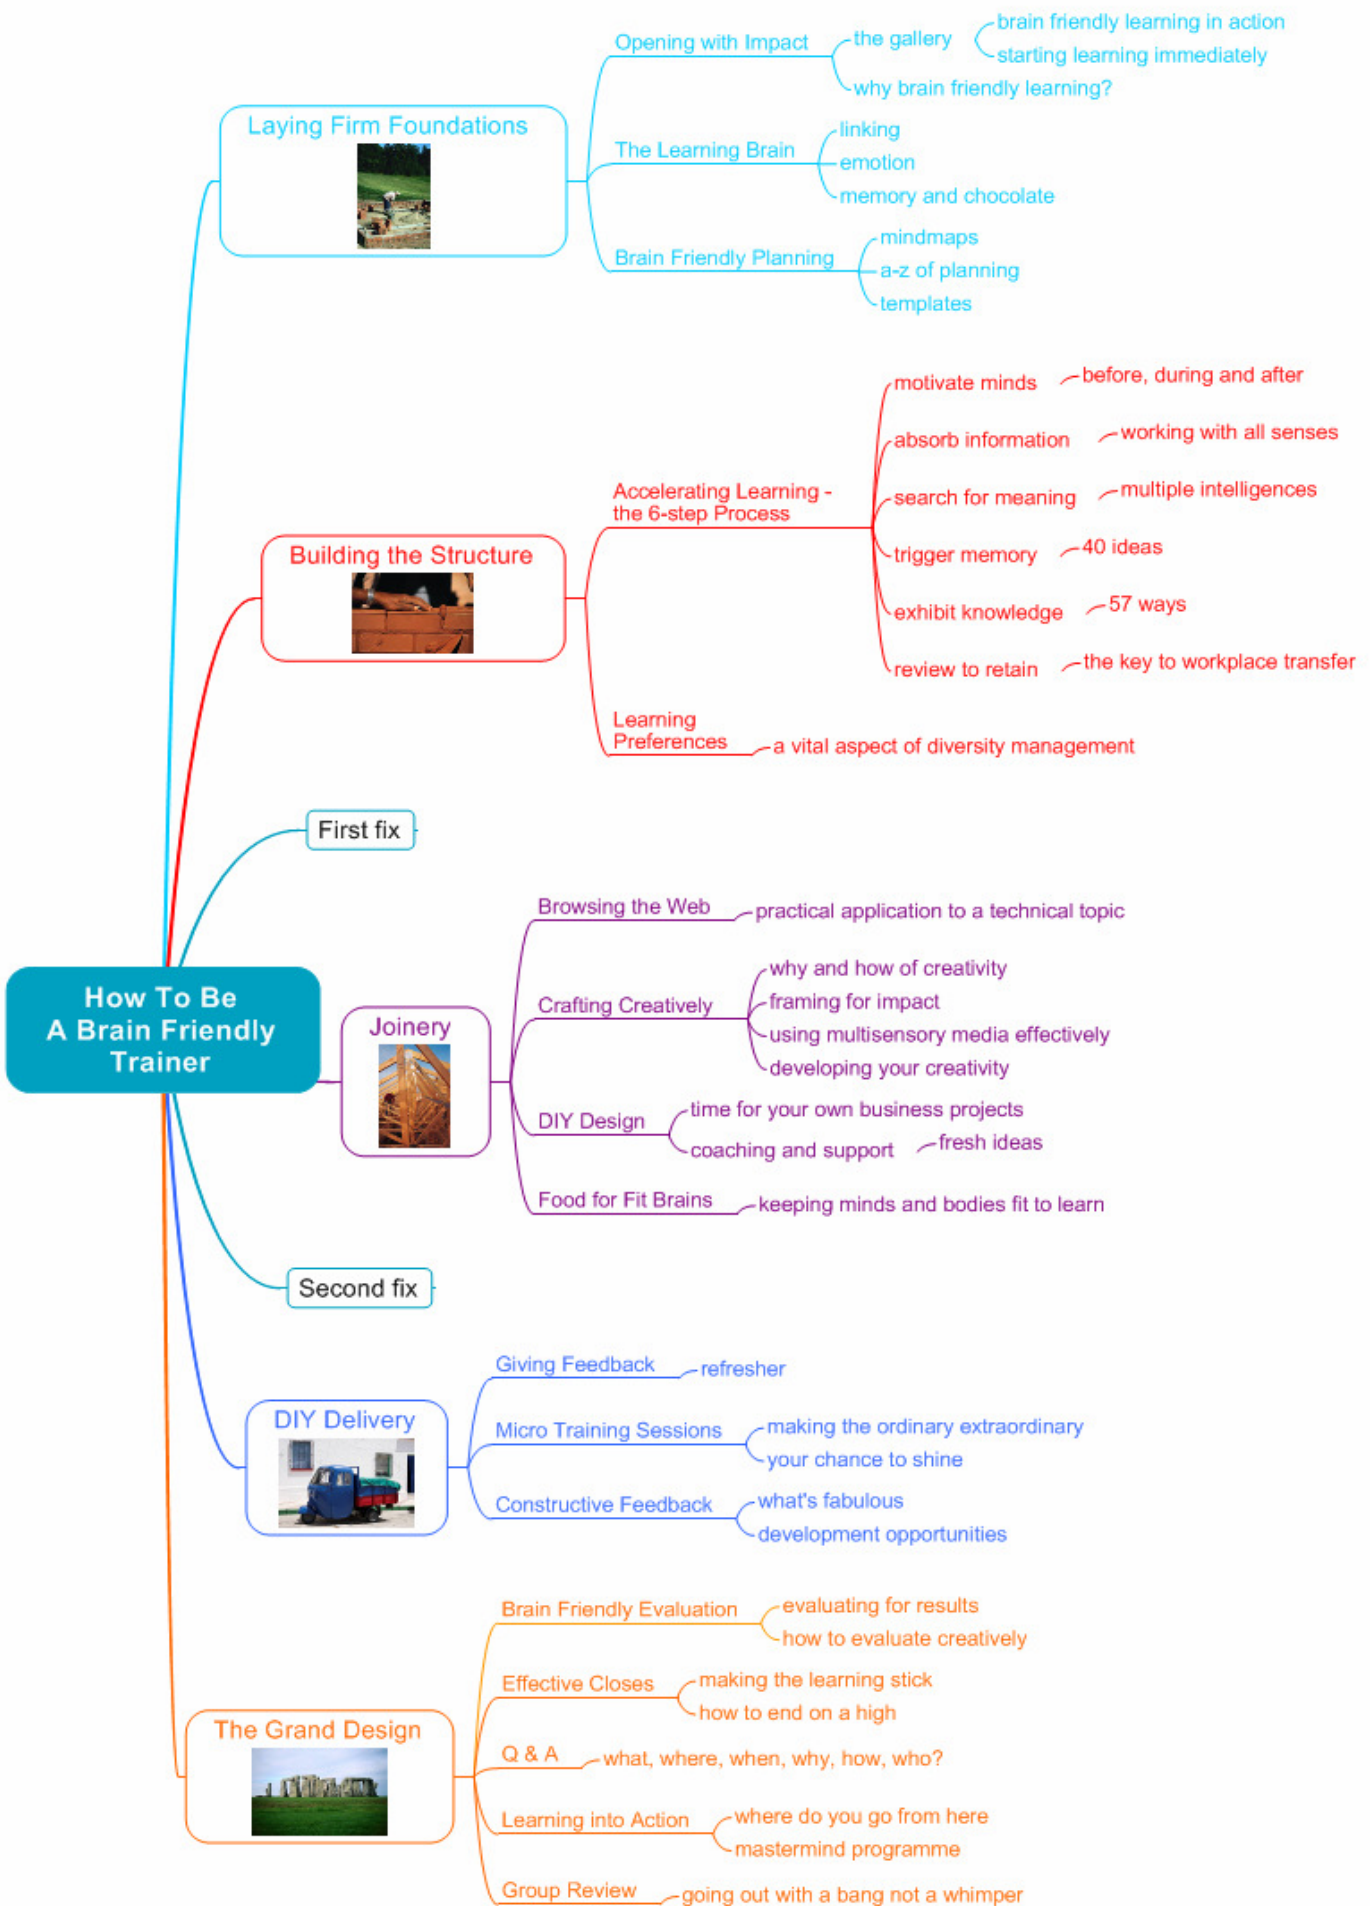 Opening with Impact
the gallery
brain friendly learning in action
starting learning immediately
why brain friendly learning?
Laying Firm Foundations
The Learning Brain
linking
emotion
memory and chocolate
Brain Friendly Planning
mindmaps
a-z of planning
templates
Building the Structure
Accelerating Learning -
the 6-step Process
motivate minds
before, during and after
absorb information
working with all senses
search for meaning
multiple intelligences
trigger memory
40 ideas
exhibit knowledge
57 ways
review to retain
the key to workplace transfer
Learning
Preferences
a vital aspect of diversity management
First fix
How To Be
A Brain Friendly
Trainer
Joinery
Browsing the Web
practical application to a technical topic
Crafting Creatively
why and how of creativity
framing for impact
using multisensory media effectively
developing your creativity
DIY Design
time for your own business projects
coaching and support
fresh ideas
Food for Fit Brains
keeping minds and bodies fit to learn
Second fix
DIY Delivery
Giving Feedback
refresher
Micro Training Sessions
making the ordinary extraordinary
your chance to shine
Constructive Feedback
what's fabulous
development opportunities
The Grand Design
Brain Friendly Evaluation
evaluating for results
how to evaluate creatively
Effective Closes
making the learning stick
how to end on a high
Q & A
what, where, when, why, how, who?
Learning into Action
where do you go from here
mastermind programme
Group Review
going out with a bang not a whimper